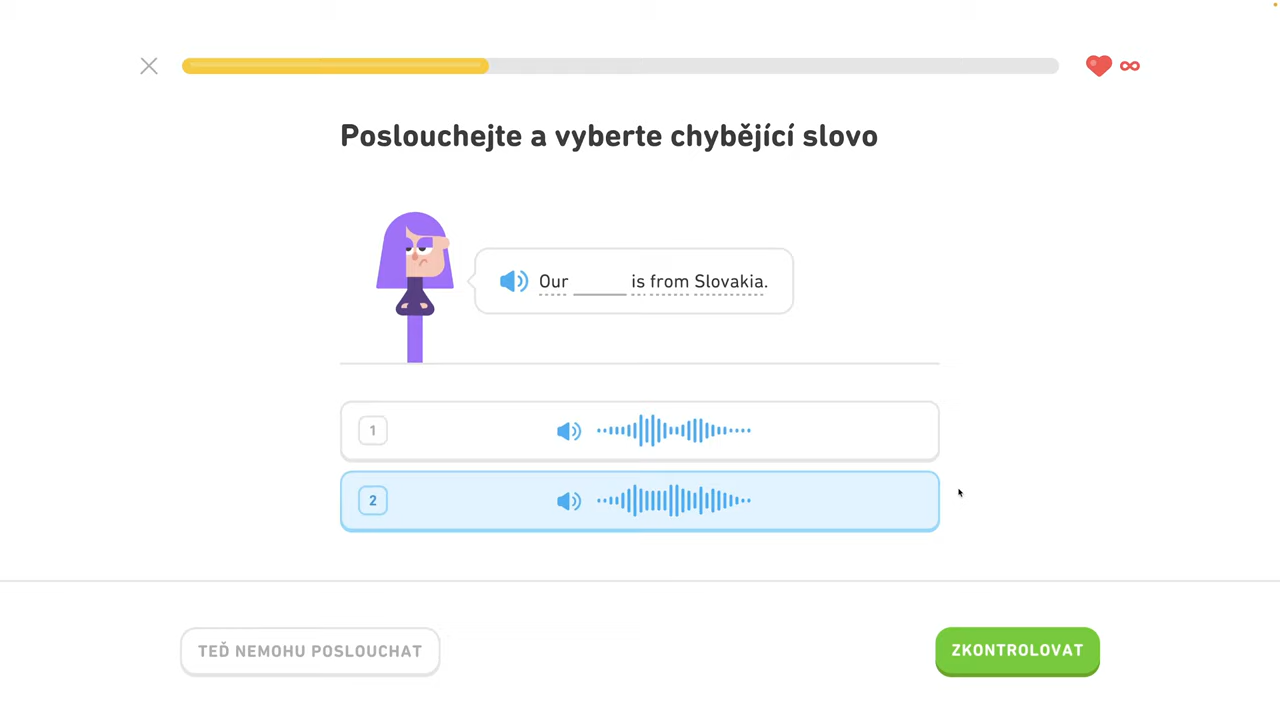 Poslouchejte a vyberte chybějící slovo
Our _____ is from Slovakia.
1
2
TEĎ NEMOHU POSLOUCHAT
ZKONTROLOVAT